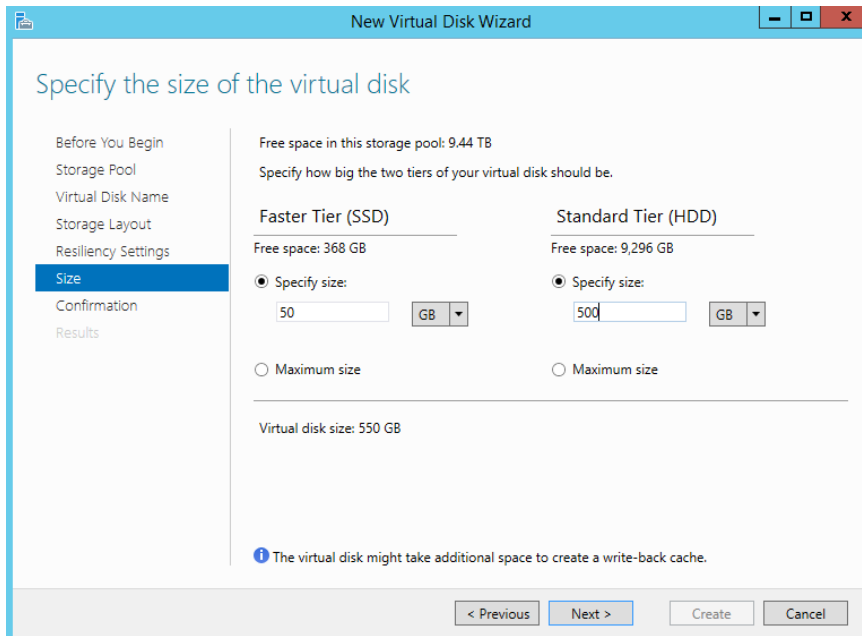 New Virtual Disk Wizard
Specify the size of the virtual disk
Before You Begin
Storage Pool
Virtual Disk Name
Storage Layout
Resiliency Settings
Size
Confirmation
Results
Free space in this storage pool: 9.44 TB
Specify how big the two tiers of your virtual disk should be.
Faster Tier (SSD)
Free space: 368 GB
Specify size:
50 GB
Maximum size
Standard Tier (HDD)
Free space: 9,296 GB
Specify size:
500 GB
Maximum size
Virtual disk size: 550 GB
The virtual disk might take additional space to create a write-back cache.
< Previous Next > Create Cancel